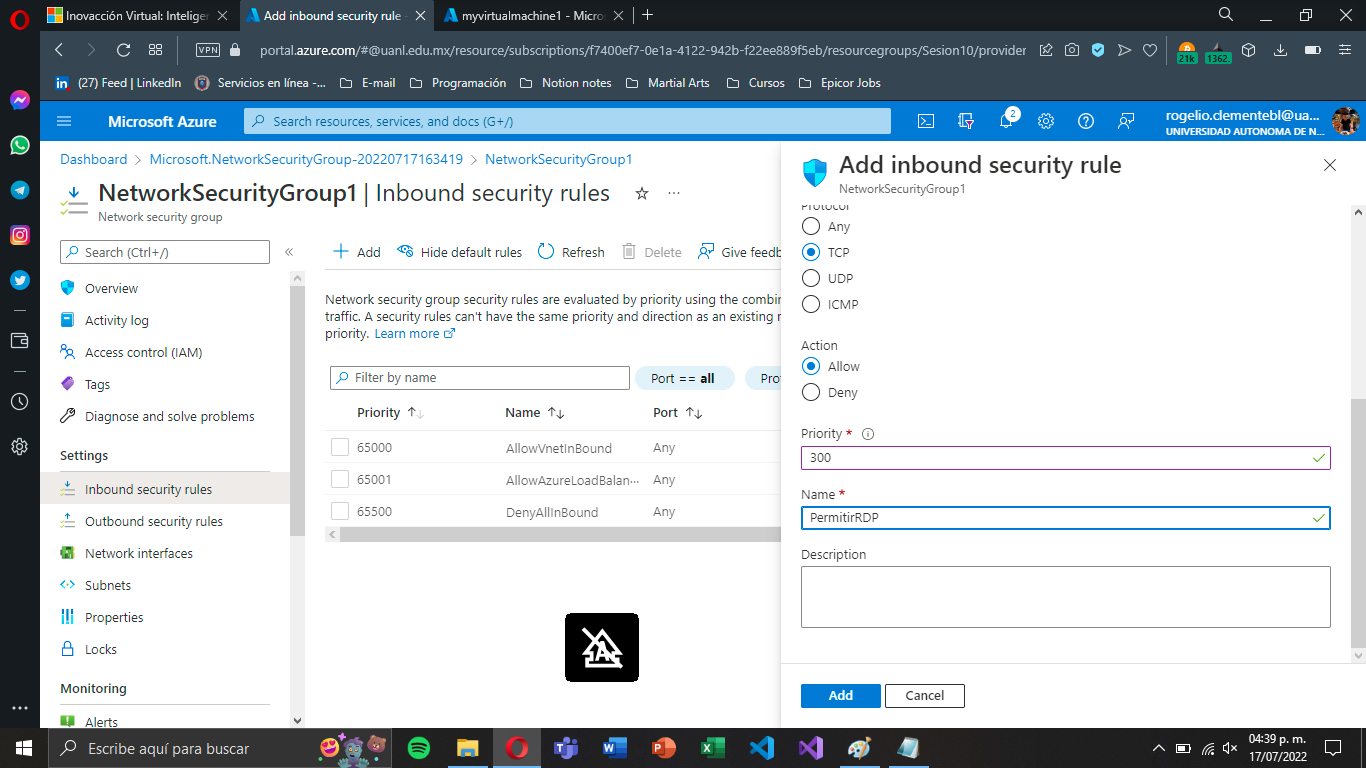 Inovacción Virtual: Inteliger
Add inbound security rule -
myvirtualmachine1 - Micros
VPN
portal.azure.com/#@uanl.edu.mx/resource/subscriptions/f7400ef7-0e1a-4122-942b-f22ee889f5eb/resourcegroups/Sesion10/provider
21k
1362.
(27) Feed | LinkedIn
Servicios en línea -...
E-mail
Programación
Notion notes
Martial Arts
Cursos
Epicor Jobs
Microsoft Azure
Search resources, services, and docs (G+/)
2
rogelio.clementebl@ua...
UNIVERSIDAD AUTONOMA DE N...
Dashboard > Microsoft.NetworkSecurityGroup-20220717163419 > NetworkSecurityGroup1
NetworkSecurityGroup1 | Inbound security rules
Network security group
Search (Ctrl+/)
Overview
Activity log
Access control (IAM)
Tags
Diagnose and solve problems
Settings
Inbound security rules
Outbound security rules
Network interfaces
Subnets
Properties
Locks
Monitoring
Alerts
Add
Hide default rules
Refresh
Delete
Give feedb
Network security group security rules are evaluated by priority using the combin
traffic. A security rules can't have the same priority and direction as an existing r
priority. Learn more
Filter by name
Port == all
Pro
Priority Name Port
65000 AllowVnetInBound Any
65001 AllowAzureLoadBalan... Any
65500 DenyAllInBound Any
A
Add inbound security rule
NetworkSecurityGroup1
Protocol
Any
TCP
UDP
ICMP
Action
Allow
Deny
Priority *
300
Name *
PermitirRDP
Description
Add
Cancel
Escribe aquí para buscar
04:39 p. m.
17/07/2022